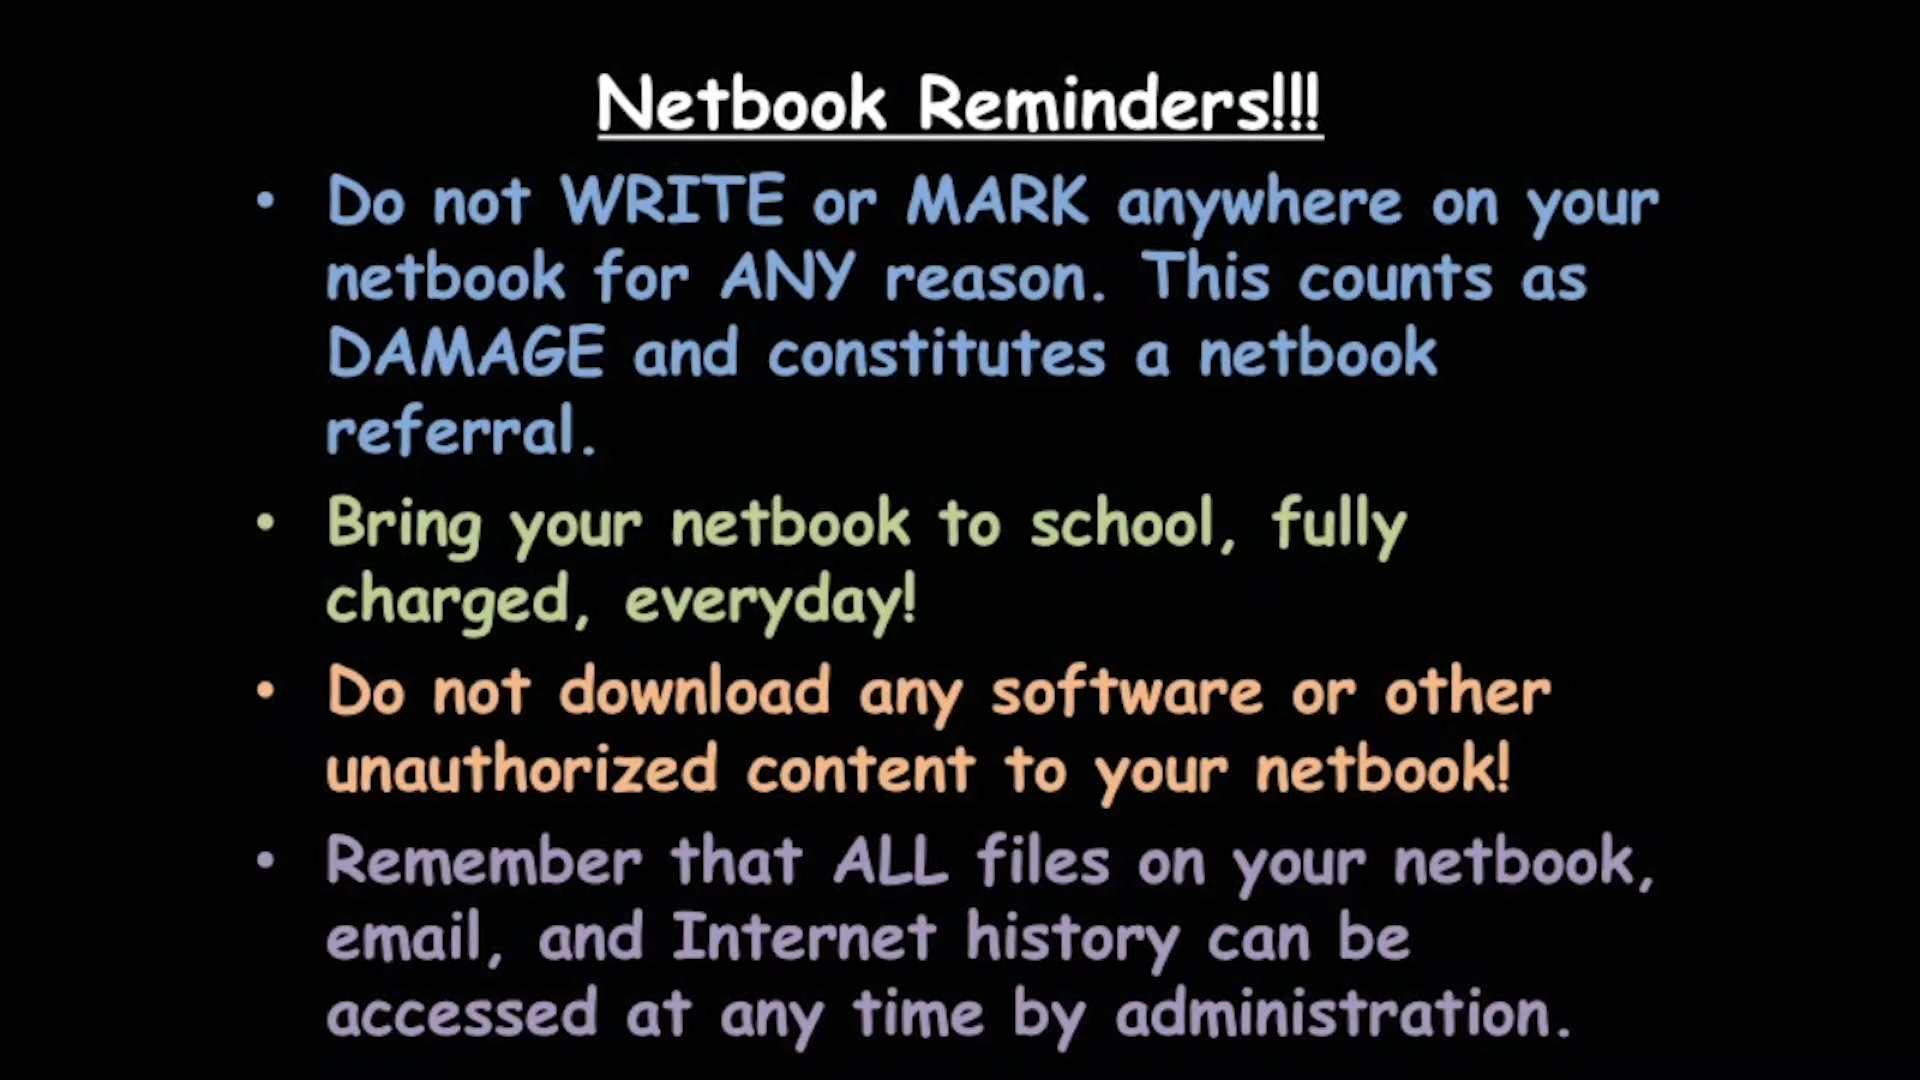 Netbook Reminders!!!
• Do not WRITE or MARK anywhere on your
netbook for ANY reason. This counts as
DAMAGE and constitutes a netbook
referral.
• Bring your netbook to school, fully
charged, everyday!
• Do not download any software or other
unauthorized content to your netbook!
• Remember that ALL files on your netbook,
email, and Internet history can be
accessed at any time by administration.